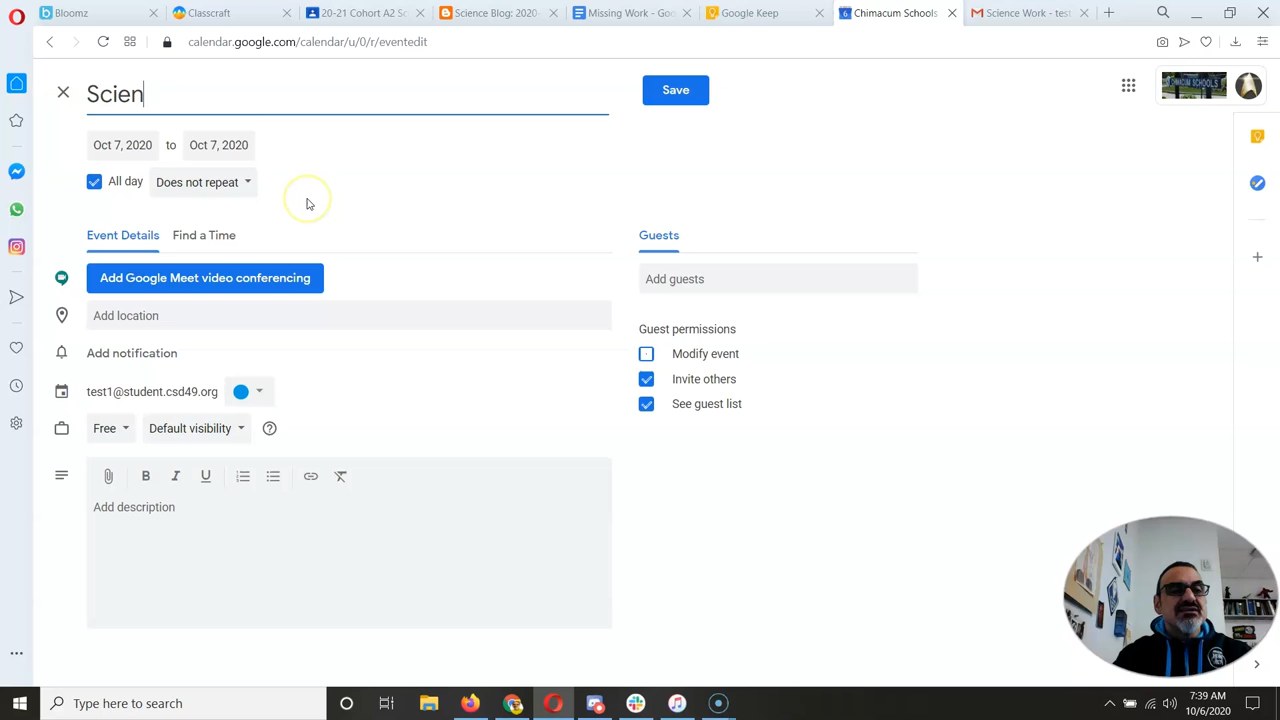 Bloomz
Classcraft
20-21 Cohort A2 Sc
Science Blog: 2020-
Missing Work - Goo
Google Keep
Chimacum Schools
Science Work - test
calendar.google.com/calendar/u/0/r/eventedit
Scien
Save
CHIMACUM SCHOOLS
Oct 7, 2020 to Oct 7, 2020
All day Does not repeat
Event Details Find a Time
Guests
Add Google Meet video conferencing
Add guests
Add location
Guest permissions
Add notification
Modify event
Invite others
test1@student.csd49.org
See guest list
Free Default visibility
B I U
Add description
Type here to search
7:39 AM
10/6/2020